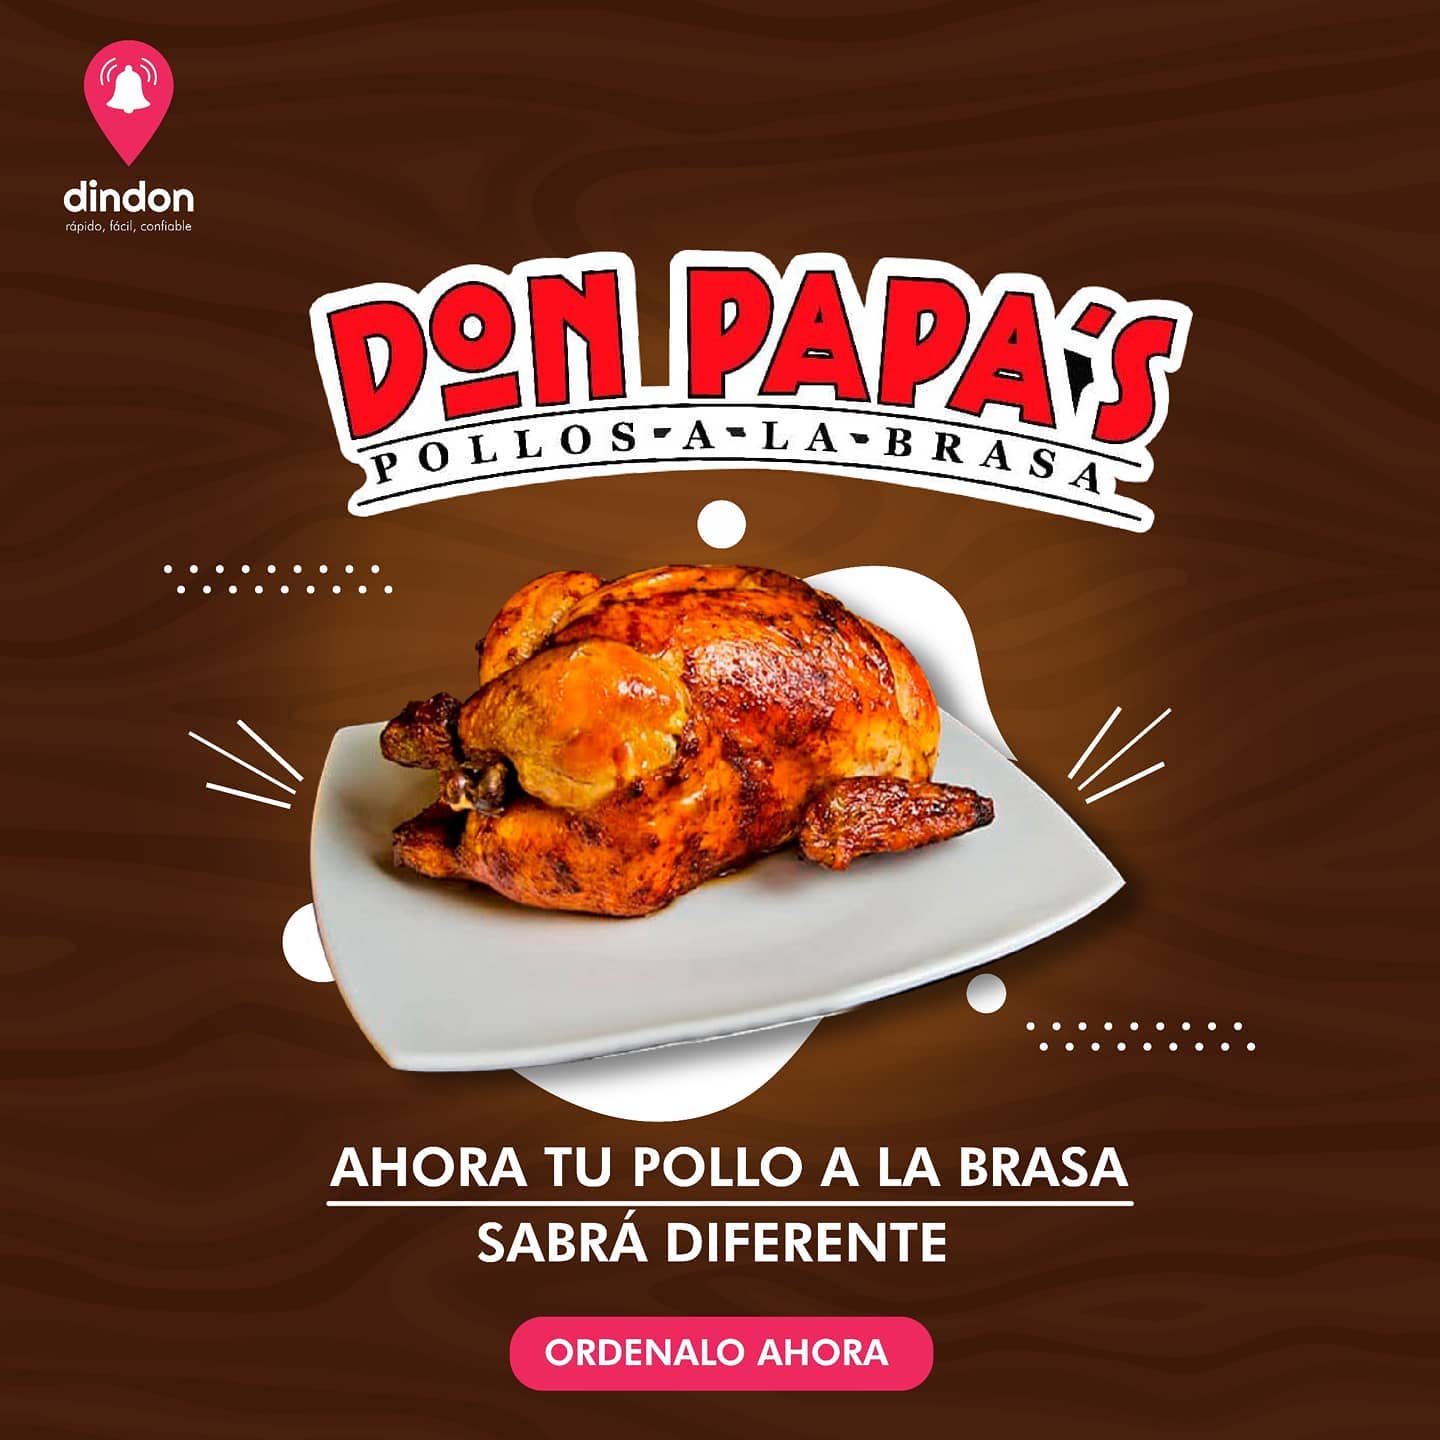 dindon
rápido, fácil, confiable
DON PAPA'S
POLLOS-A-LA-BRASA
AHORA TU POLLO A LA BRASA
SABRÁ DIFERENTE
ORDENALO AHORA